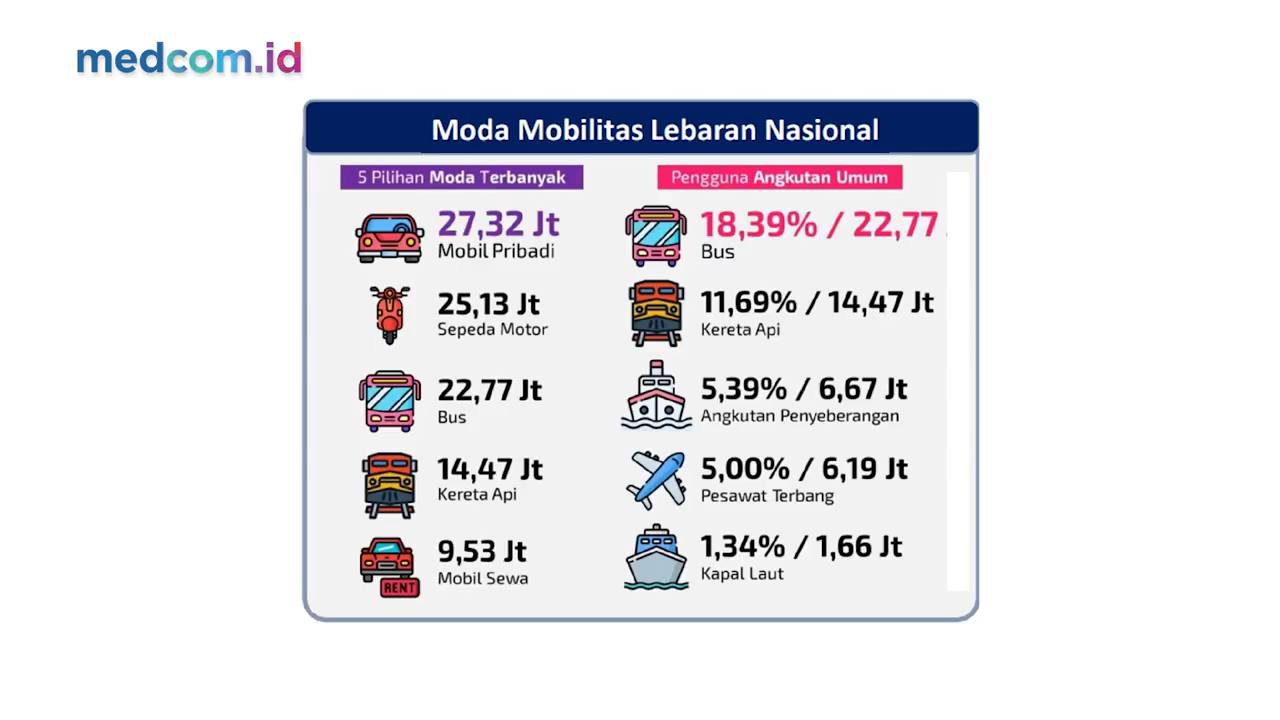 medcom.id
Moda Mobilitas Lebaran Nasional
5 Pilihan Moda Terbanyak
27,32 Jt
Mobil Pribadi
25,13 Jt
Sepeda Motor
22,77 Jt
Bus
14,47 Jt
Kereta Api
9,53 Jt
Mobil Sewa
RENT
Pengguna Angkutan Umum
18,39% / 22,77
Bus
11,69% / 14,47 Jt
Kereta Api
5,39% / 6,67 Jt
Angkutan Penyeberangan
5,00% / 6,19 Jt
Pesawat Terbang
1,34% / 1,66 Jt
Kapal Laut